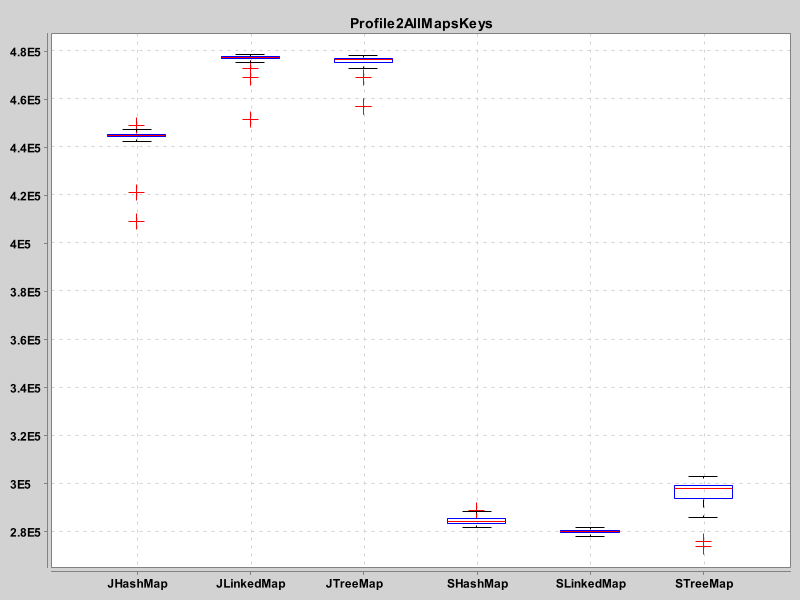 Profile2AllMapsKeys
4.8E5
4.6E5
4.4E5
4.2E5
4E5
3.8E5
3.6E5
3.4E5
3.2E5
3E5
2.8E5
JHashMap JLinkedMap JTreeMap SHashMap SLinkedMap STreeMap